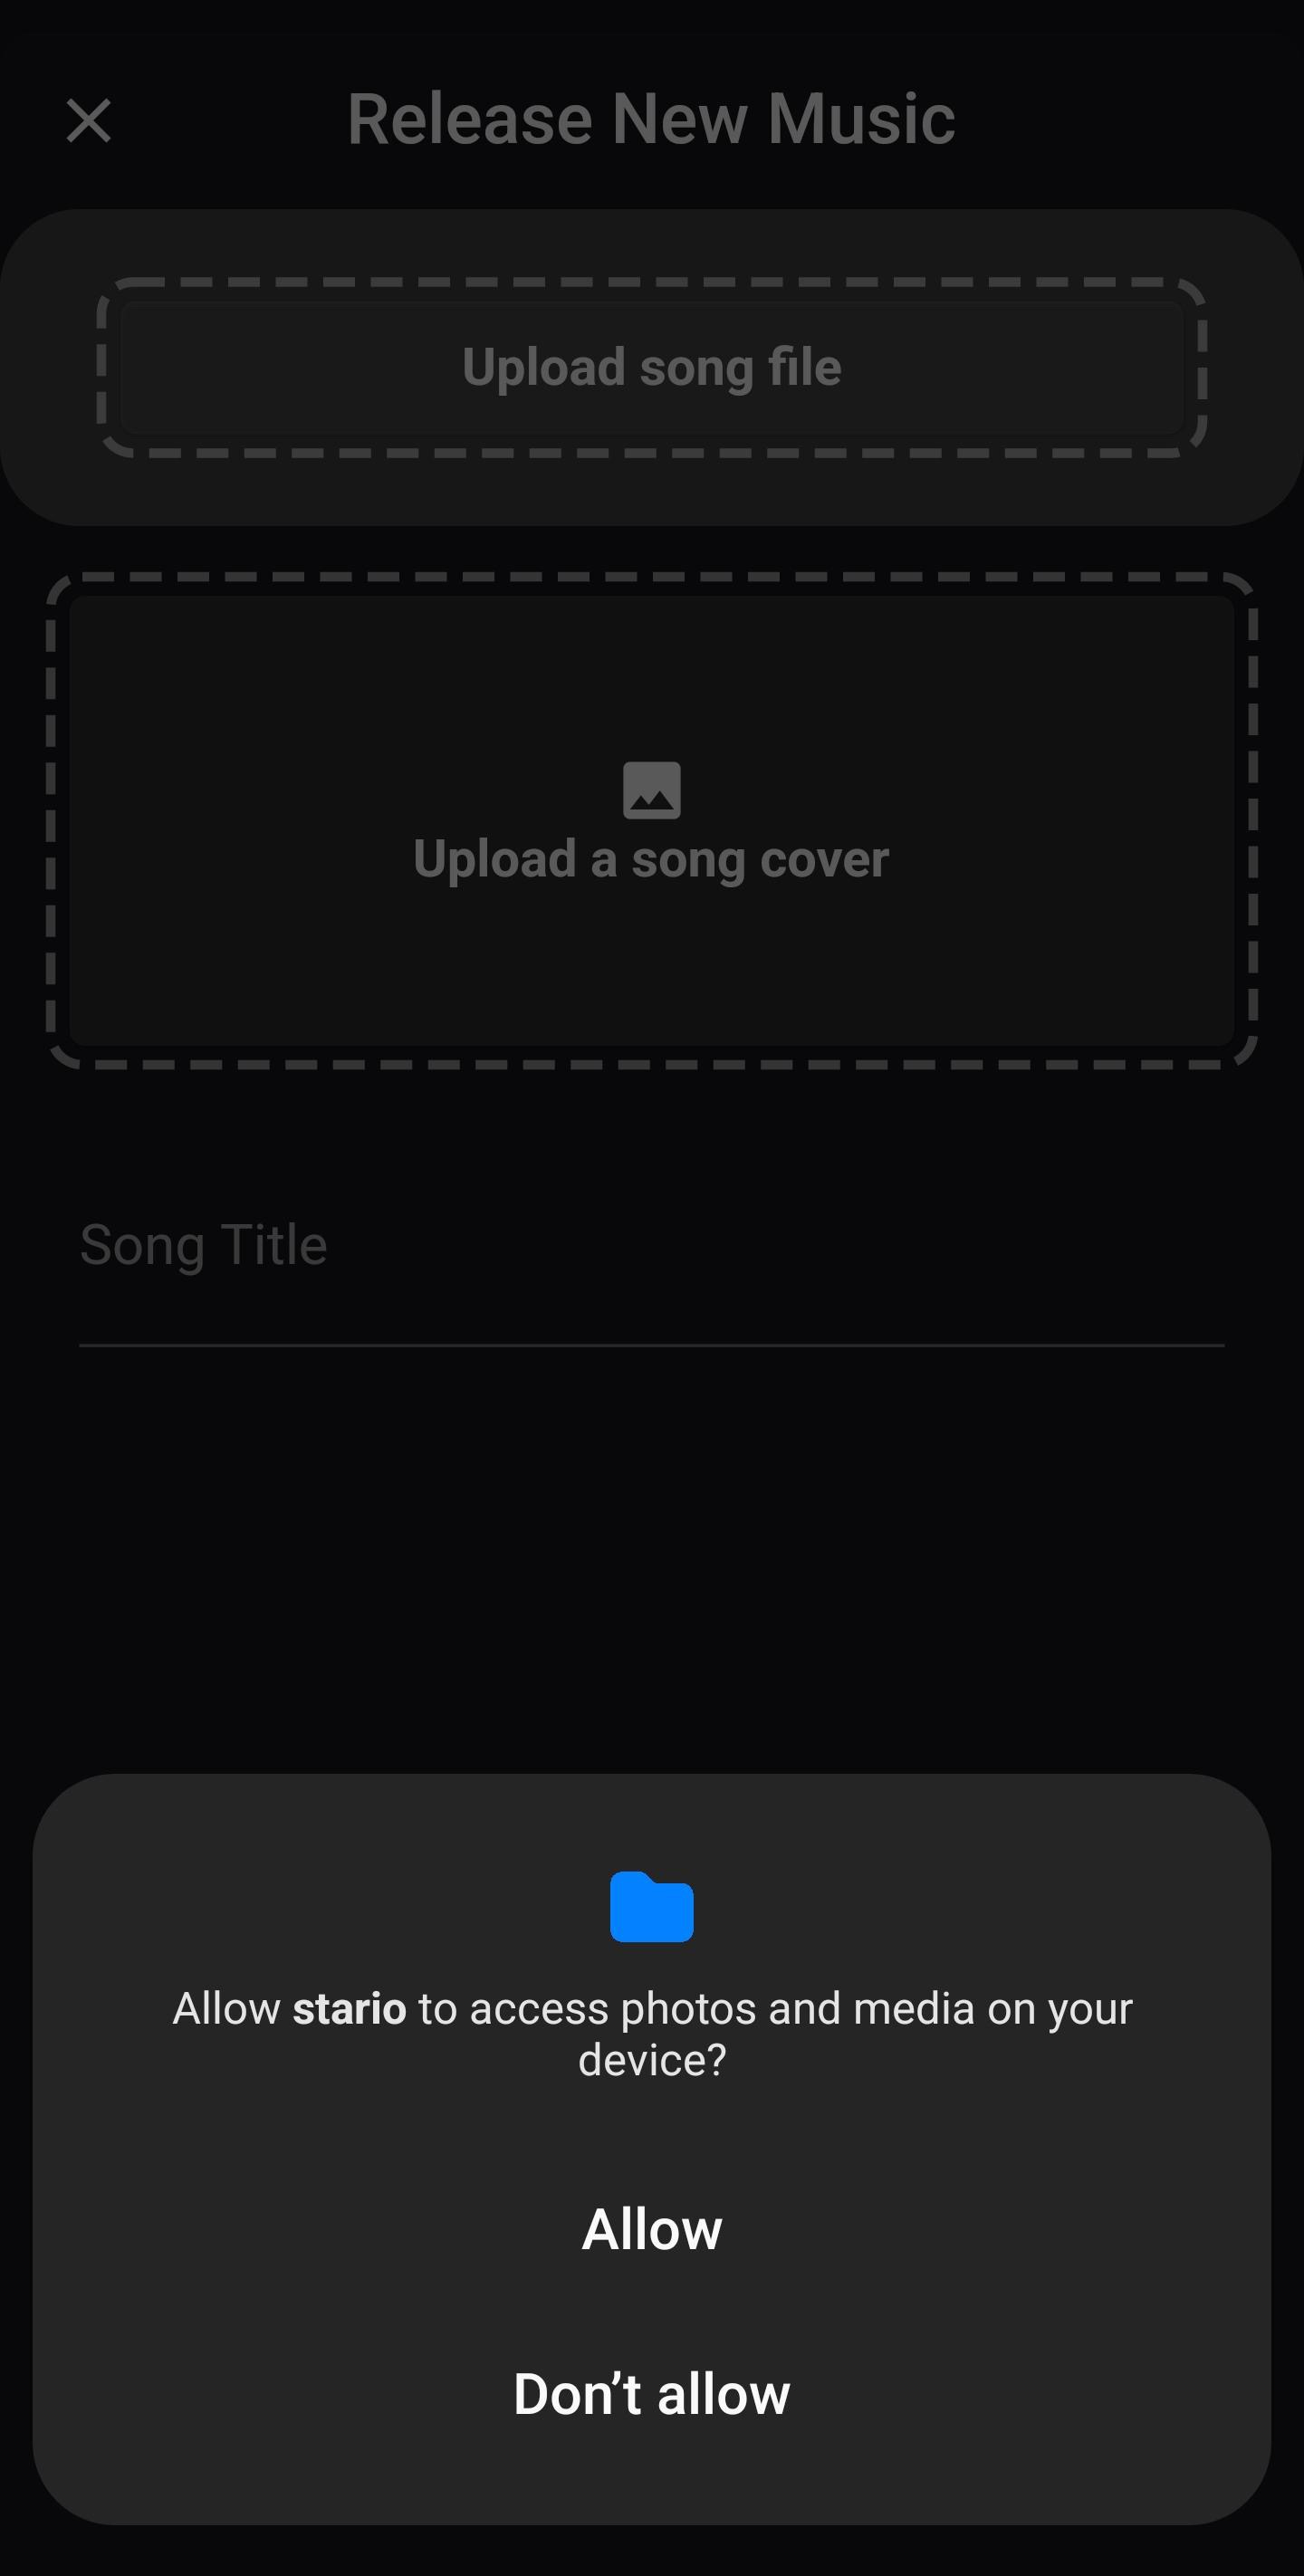 Release New Music
Upload song file
Upload a song cover
Song Title
Allow stario to access photos and media on your
device?
Allow
Don’t allow